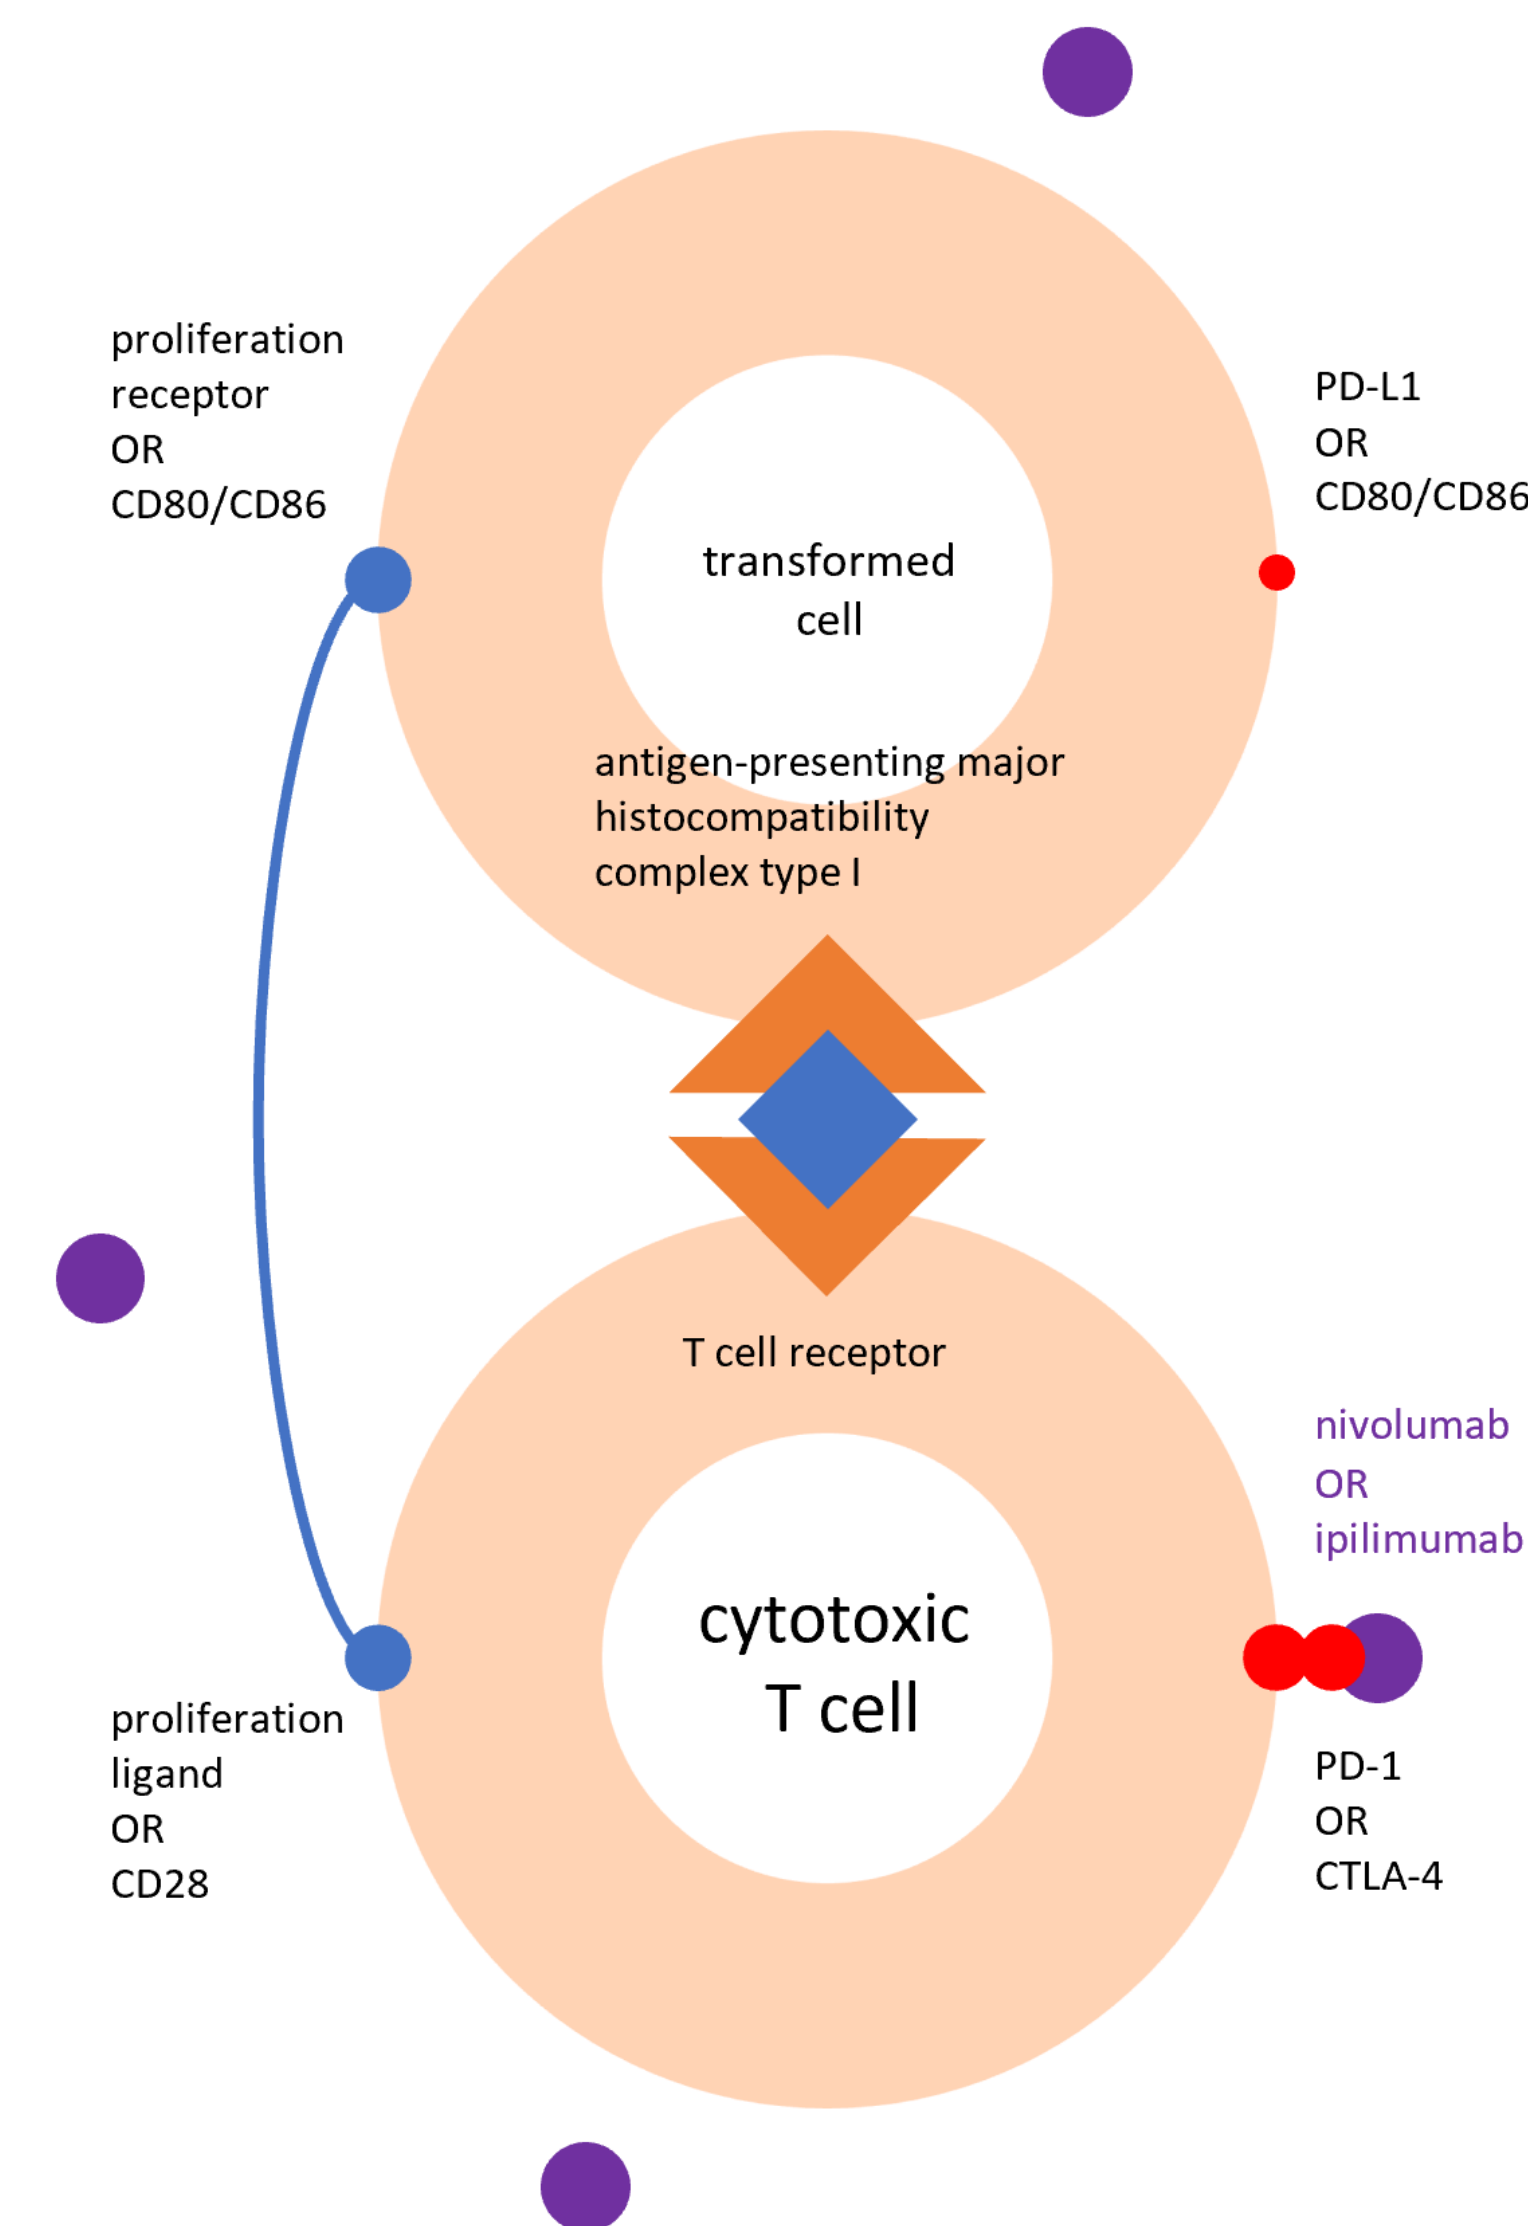 proliferation
receptor
OR
CD80/CD86
PD-L1
OR
CD80/CD86
transformed
cell
antigen-presenting major
histocompatibility
complex type I
T cell receptor
nivolumab
OR
ipilimumab
cytotoxic
T cell
proliferation
ligand
OR
CD28
PD-1
OR
CTLA-4